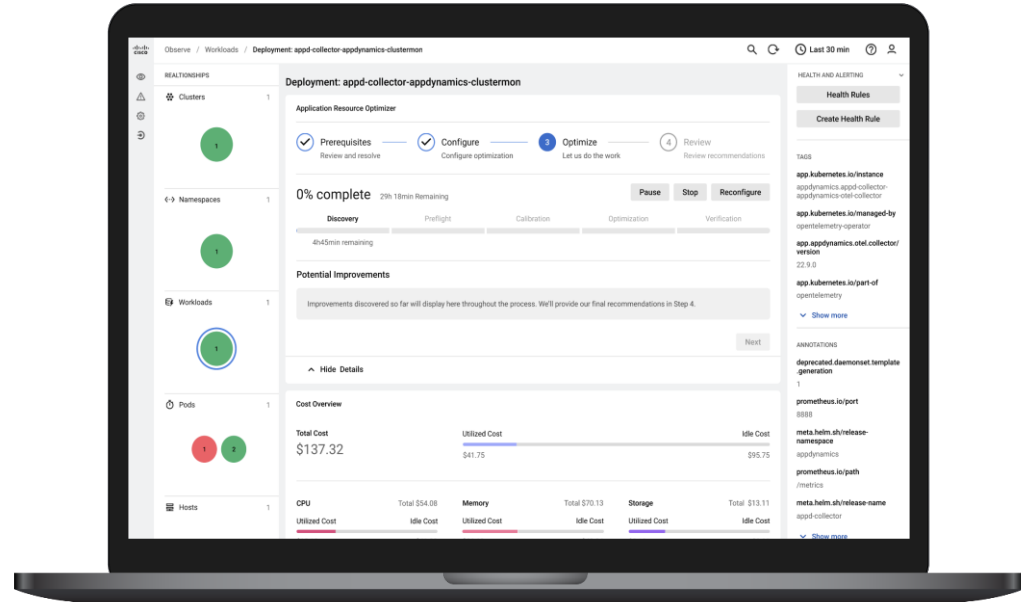 CISCO
Observe / Workloads / Deployment: appd-collector-appdynamics-clustermon
Last 30 min
REALTIONSHIPS
Clusters 1
1
Namespaces 1
1
Workloads 1
1
Pods 1
1 2
Hosts 1
Deployment: appd-collector-appdynamics-clustermon
Application Resource Optimizer
Prerequisites
Review and resolve
Configure
Configure optimization
3 Optimize
Let us do the work
4 Review
Review recommendations
0% complete 29h 18min Remaining
Pause Stop Reconfigure
Discovery Preflight Calibration Optimization Verification
4h45min remaining
Potential Improvements
Improvements discovered so far will display here throughout the process. We'll provide our final recommendations in Step 4.
Next
Hide Details
Cost Overview
Total Cost
$137.32
Utilized Cost Idle Cost
$41.75 $95.75
CPU Total $54.08
Utilized Cost Idle Cost
Memory Total $70.13
Utilized Cost Idle Cost
Storage Total $13.11
Utilized Cost Idle Cost
HEALTH AND ALERTING
Health Rules
Create Health Rule
TAGS
app.kubernetes.io/instance
appdynamics.appd-collector-
appdynamics-otel-collector
app.kubernetes.io/managed-by
opentelemetry-operator
app.appdynamics.otel.collector/
version
22.9.0
app.kubernetes.io/part-of
opentelemetry
Show more
ANNOTATIONS
deprecated.daemonset.template
.generation
1
prometheus.io/port
8888
meta.helm.sh/release-
namespace
appdynamics
prometheus.io/path
/metrics
meta.helm.sh/release-name
appd-collector
Show more